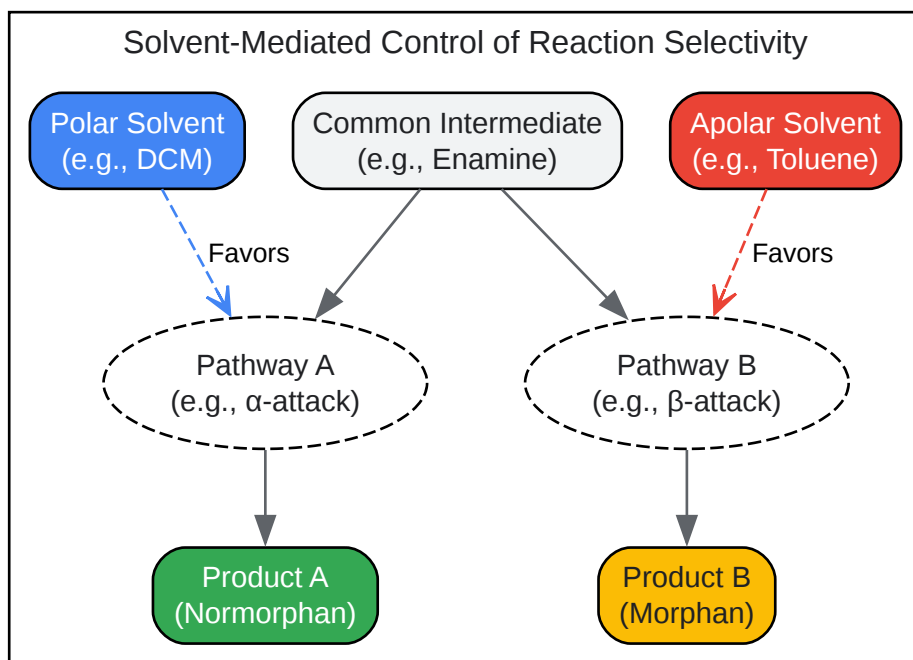 Solvent-Mediated Control of Reaction Selectivity
Polar Solvent
(e.g., DCM)
Common Intermediate
(e.g., Enamine)
Apolar Solvent
(e.g., Toluene)
Favors
Favors
Pathway A
(e.g., α-attack)
Pathway B
(e.g., β-attack)
Product A
(Normorphan)
Product B
(Morphan)